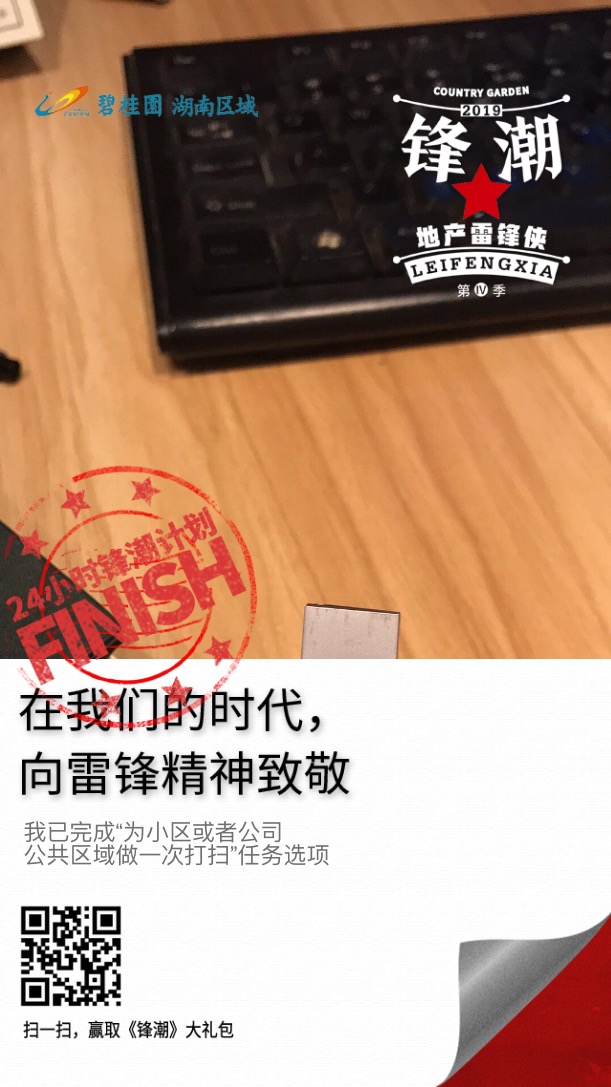 碧桂園 湖南区域
COUNTRY GARDEN
2019
锋潮
地产雷锋侠
LEIFENGXIA
第Ⅳ季
24小时锋潮计划
FINISH
在我们的时代，
向雷锋精神致敬
我已完成“为小区或者公司
公共区域做一次打扫”任务选项
扫一扫，赢取《锋潮》大礼包